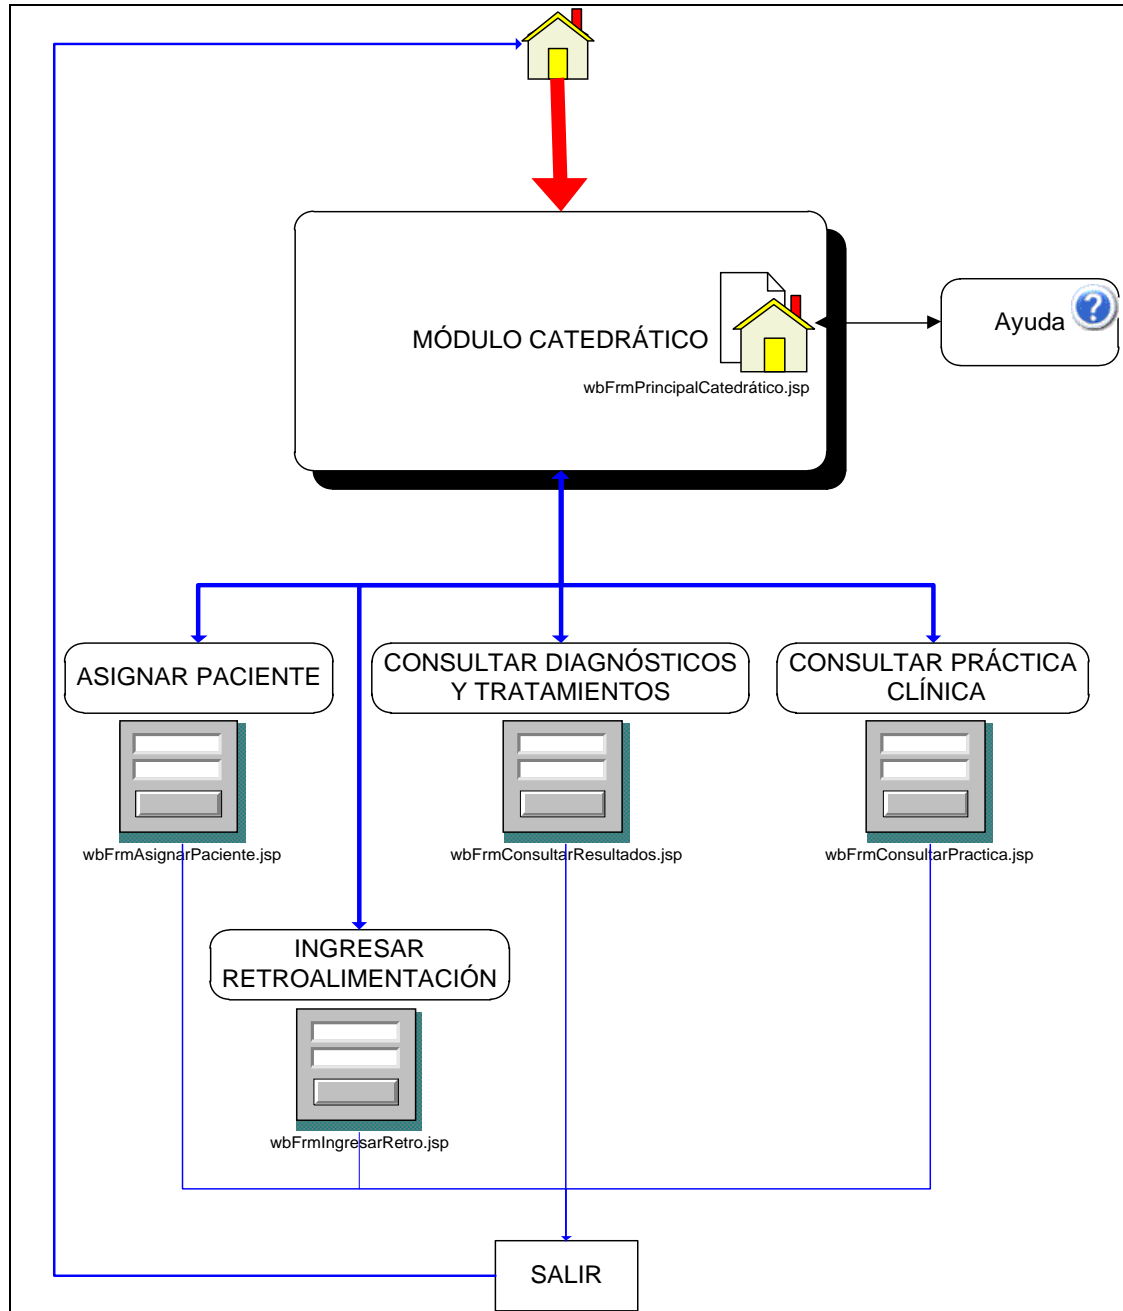 MÓDULO CATEDRÁTICO
wbFrmPrincipalCatedrático.jsp
Ayuda
?
ASIGNAR PACIENTE
wbFrmAsignarPaciente.jsp
CONSULTAR DIAGNÓSTICOS
Y TRATAMIENTOS
wbFrmConsultarResultados.jsp
CONSULTAR PRÁCTICA
CLÍNICA
wbFrmConsultarPractica.jsp
INGRESAR
RETROALIMENTACIÓN
wbFrmIngresarRetro.jsp
SALIR